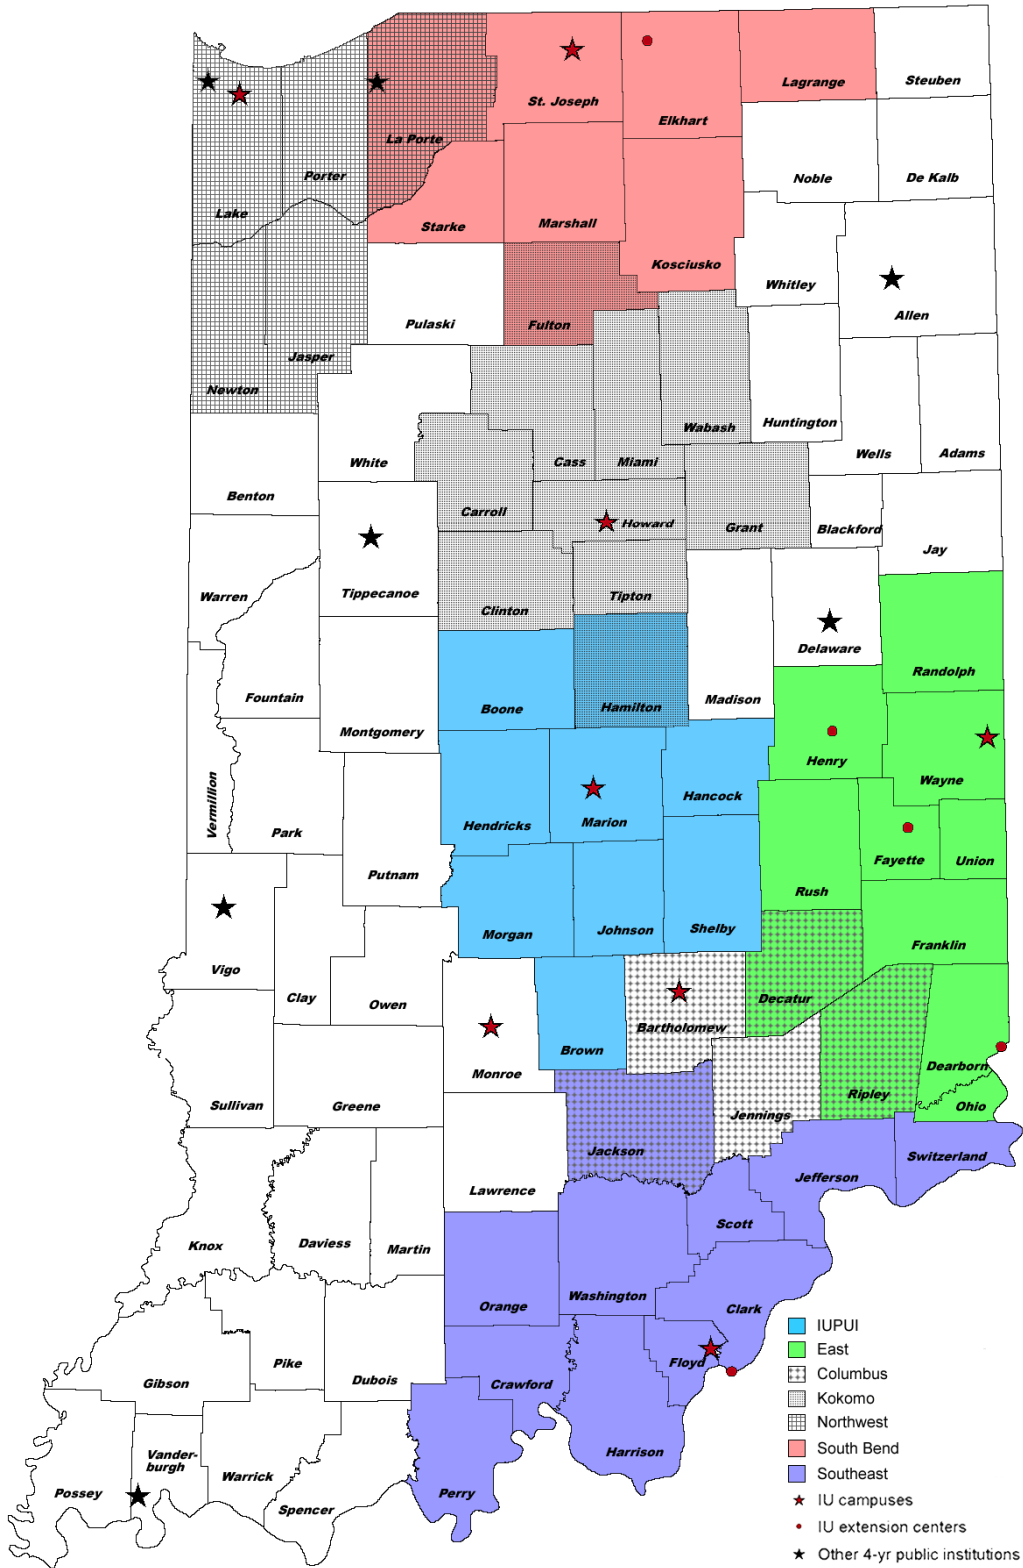 Steuben
Lagrange
St. Joseph
Elkhart
La Porte
Porter
Noble
De Kalb
Lake
Starke
Marshall
Kosciusko
Whitley
Allen
Pulaski
Fulton
Jasper
Newton
Wabash
Huntington
White
Cass
Miami
Wells
Adams
Benton
Carroll
Howard
Grant
Blackford
Jay
Warren
Tippecanoe
Clinton
Tipton
Delaware
Randolph
Fountain
Boone
Hamilton
Madison
Montgomery
Henry
Wayne
Vermillion
Park
Hendricks
Marion
Hancock
Putnam
Rush
Fayette
Union
Morgan
Johnson
Shelby
Franklin
Vigo
Clay
Owen
Decatur
Bartholomew
Brown
Monroe
Dearborn
Sullivan
Greene
Jennings
Ripley
Ohio
Jackson
Jefferson
Switzerland
Lawrence
Knox
Daviess
Martin
Scott
Orange
Washington
Clark
Gibson
Pike
Dubois
Crawford
Floyd
Possey
Vander-
burgh
Warrick
Spencer
Perry
Harrison
IUPUI
East
Columbus
Kokomo
Northwest
South Bend
Southeast
IU campuses
IU extension centers
Other 4-yr public institutions